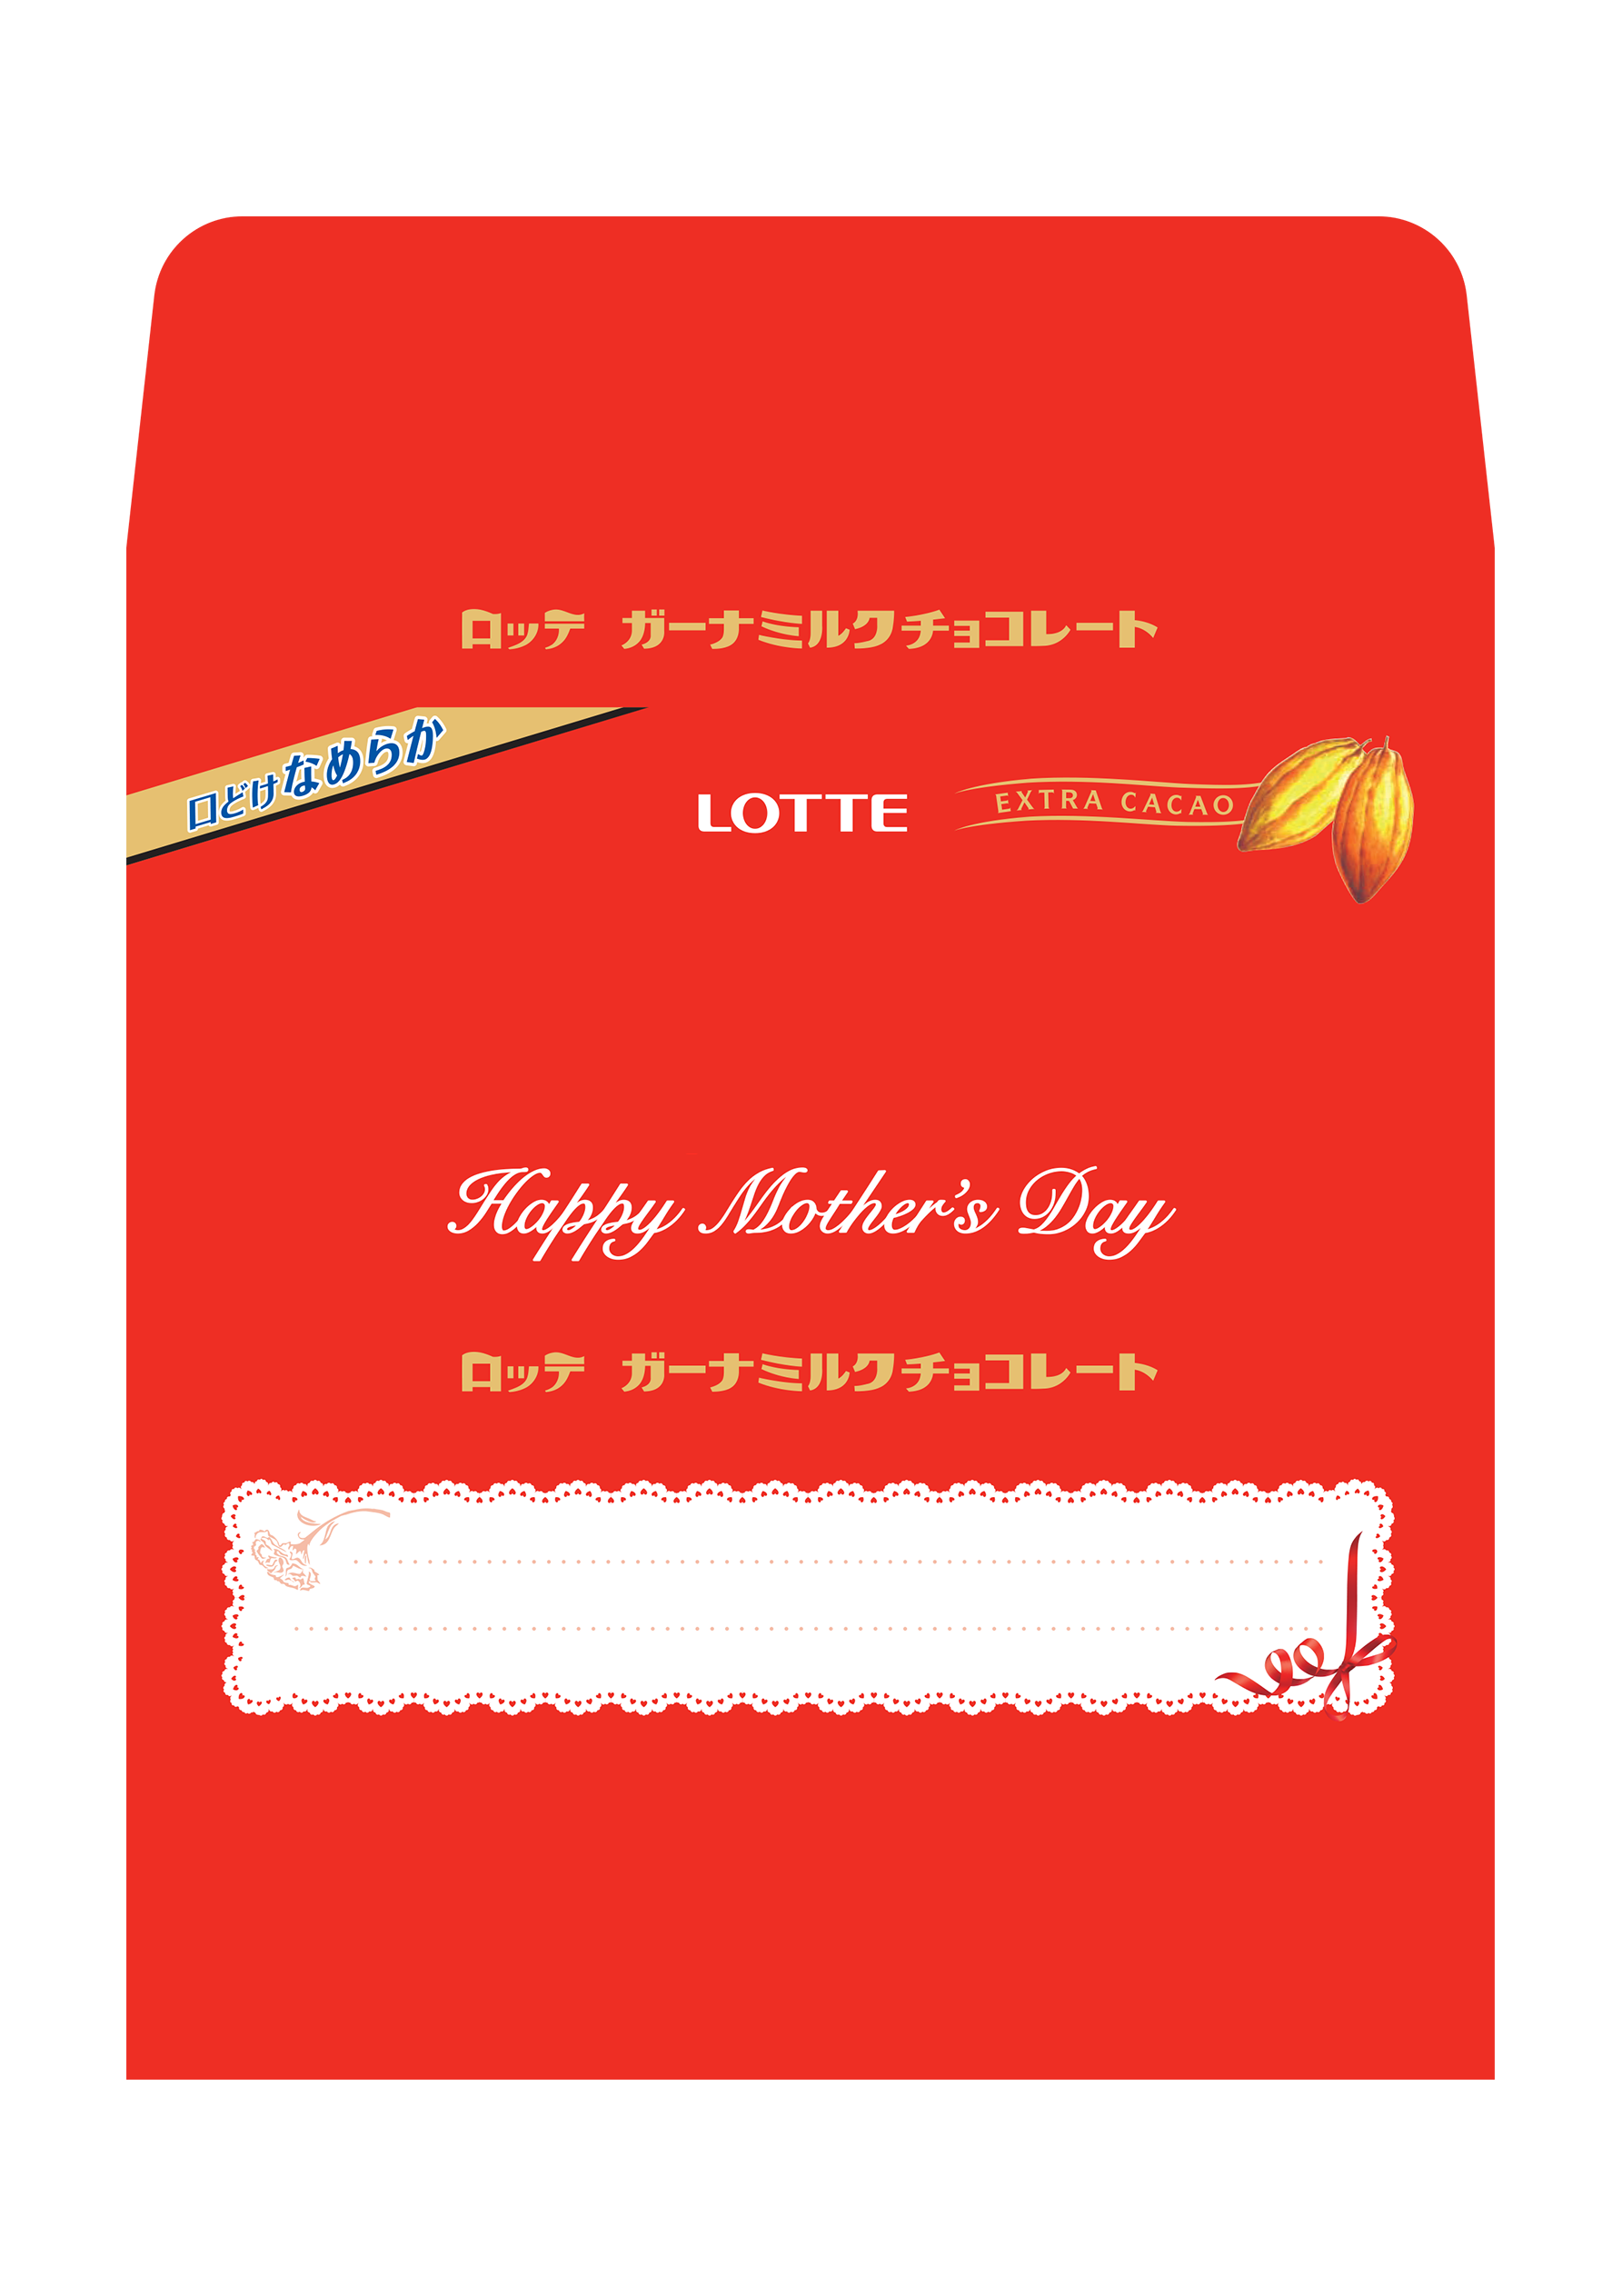 ロッテ ガーナミルクチョコレート
口どけなめらか
LOTTE
EXTRA CACAO
Happy Mother's Day
ロッテ ガーナミルクチョコレート